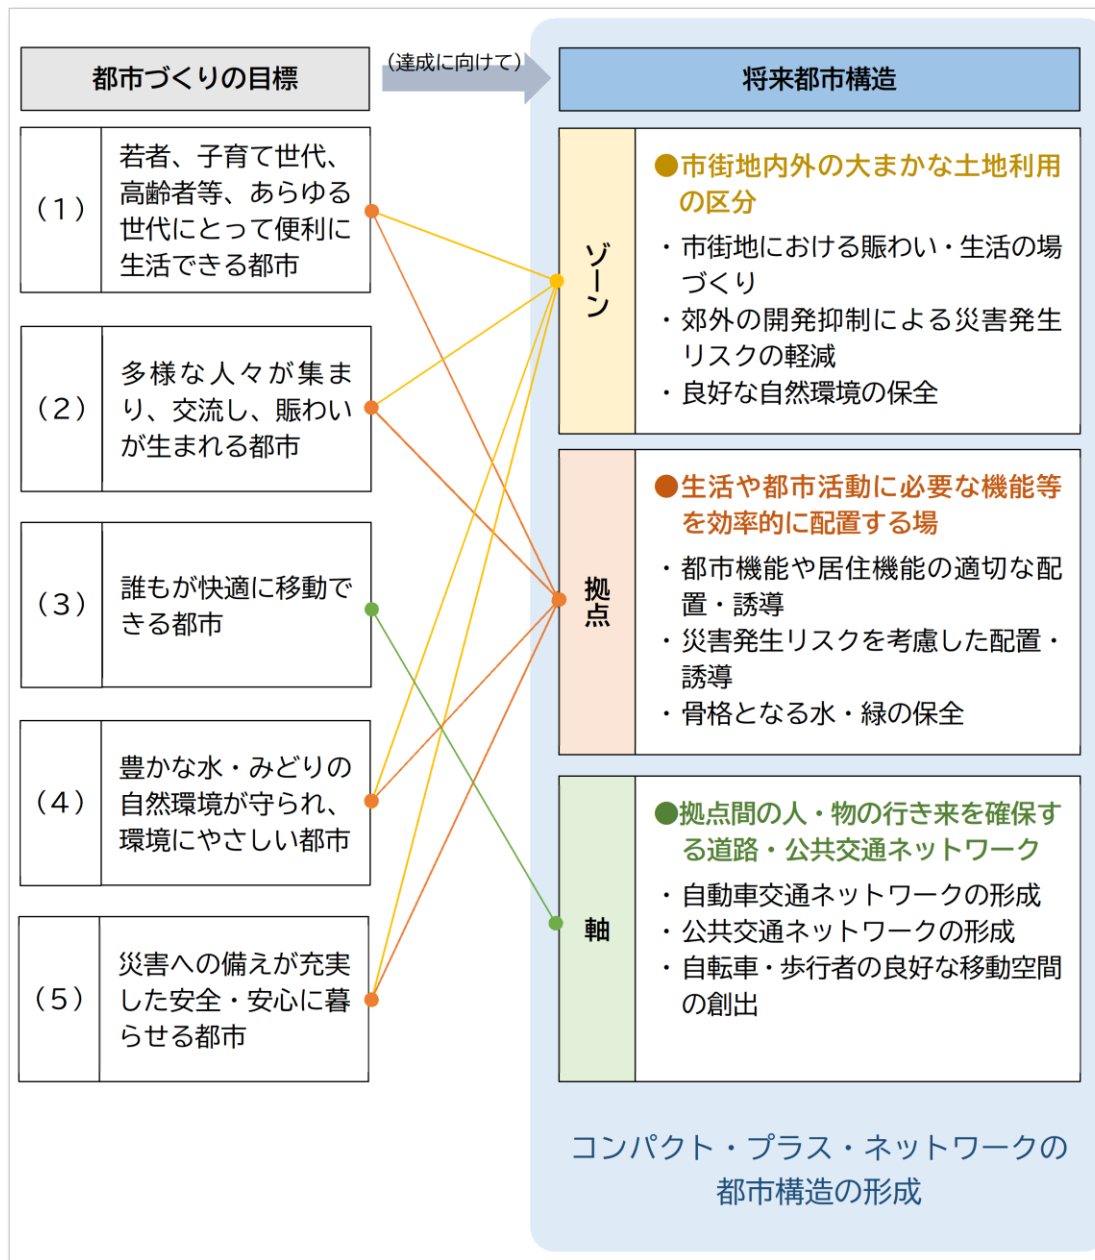 都市づくりの目標
（達成に向けて）
将来都市構造
（１）
若者、子育て世代、
高齢者等、あらゆる
世代にとって便利に
生活できる都市
（２）
多様な人々が集ま
り、交流し、賑わい
が生まれる都市
（３）
誰もが快適に移動で
きる都市
（４）
豊かな水・みどりの
自然環境が守られ、
環境にやさしい都市
（５）
災害への備えが充実
した安全・安心に暮
らせる都市
ゾーン
●市街地内外の大まかな土地利用
の区分
・市街地における賑わい・生活の場
づくり
・郊外の開発抑制による災害発生
リスクの軽減
・良好な自然環境の保全
拠点
●生活や都市活動に必要な機能等
を効率的に配置する場
・都市機能や居住機能の適切な配
置・誘導
・災害発生リスクを考慮した配置・
誘導
・骨格となる水・緑の保全
軸
●拠点間の人・物の行き来を確保す
る道路・公共交通ネットワーク
・自動車交通ネットワークの形成
・公共交通ネットワークの形成
・自転車・歩行者の良好な移動空間
の創出
コンパクト・プラス・ネットワークの
都市構造の形成